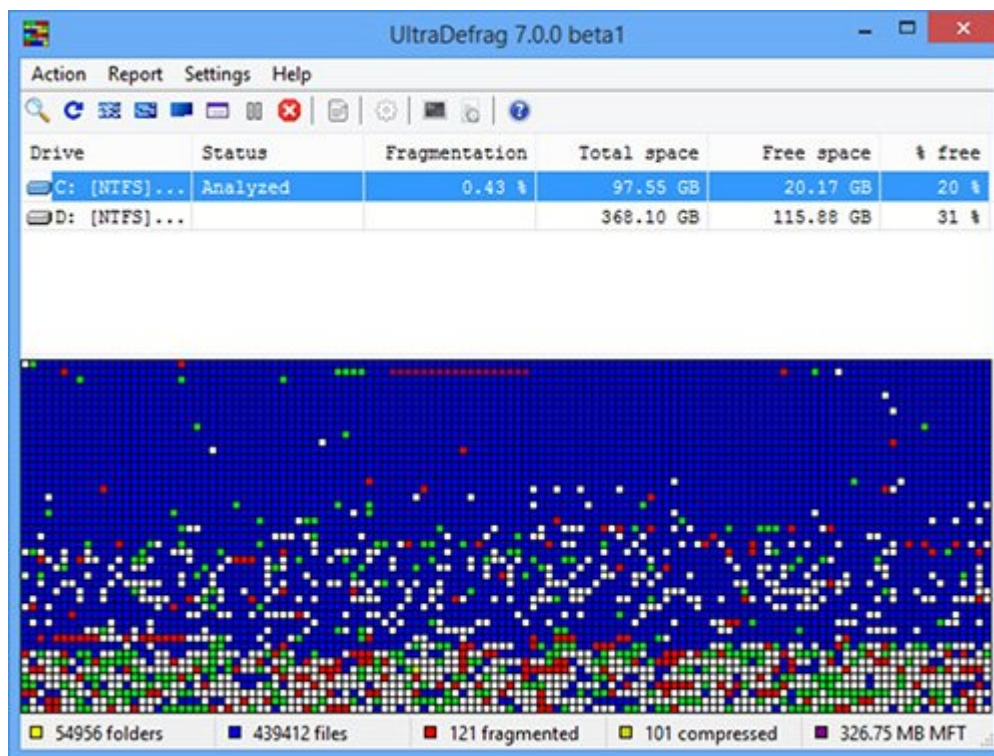 UltraDefrag 7.0.0 beta1
Action Report Settings Help
Drive Status Fragmentation Total space Free space % free
C: [NTFS]... Analyzed 0.43 % 97.55 GB 20.17 GB 20 %
D: [NTFS]... 368.10 GB 115.88 GB 31 %
54956 folders 439412 files 121 fragmented 101 compressed 326.75 MB MFT